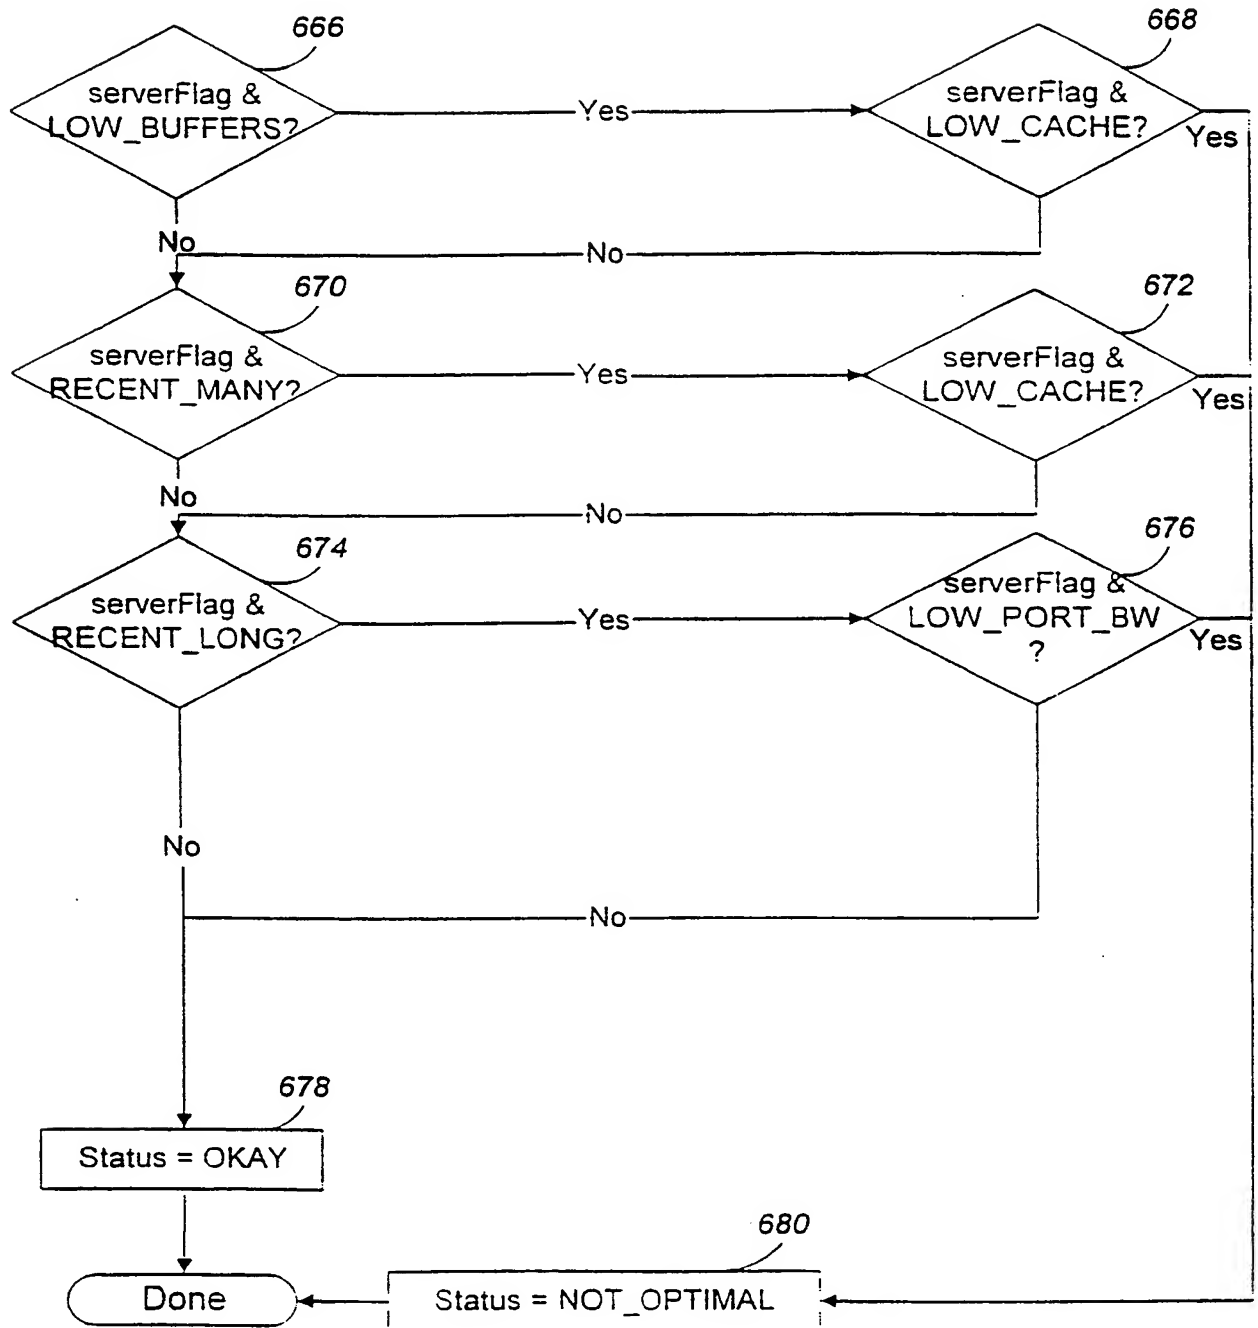 666
668
serverFlag &
LOW_BUFFERS?
Yes
serverFlag &
LOW_CACHE?
Yes
No
No
670
672
serverFlag &
RECENT_MANY?
Yes
serverFlag &
LOW_CACHE?
Yes
No
No
674
676
serverFlag &
RECENT_LONG?
Yes
serverFlag &
LOW_PORT_BW
?
Yes
No
No
678
Status = OKAY
680
Done
Status = NOT_OPTIMAL